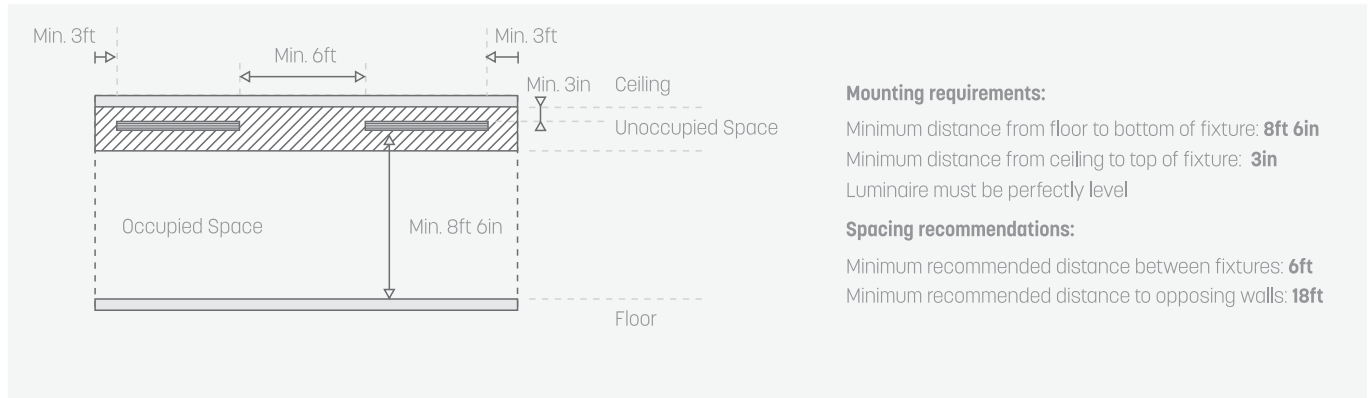 Min. 3ft
Min. 6ft
Min. 3ft
Min. 3in
Ceiling
Unoccupied Space
Occupied Space
Min. 8ft 6in
Floor
Mounting requirements:
Minimum distance from floor to bottom of fixture: 8ft 6in
Minimum distance from ceiling to top of fixture: 3in
Luminaire must be perfectly level
Spacing recommendations:
Minimum recommended distance between fixtures: 6ft
Minimum recommended distance to opposing walls: 18ft